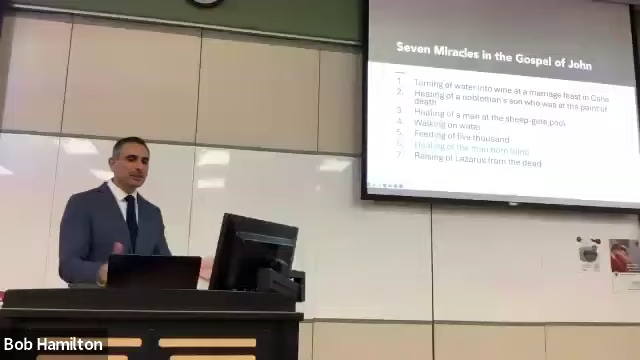 Seven Miracles in the Gospel of John
1. Turning of water into wine at a marriage feast in Cana
2. Healing of a nobleman's son who was at the point of
death
3. Healing of a man at the sheep-gate pool
4. Walking on water
5. Feeding of five thousand
6. Healing of the man born blind
7. Raising of Lazarus from the dead
Bob Hamilton